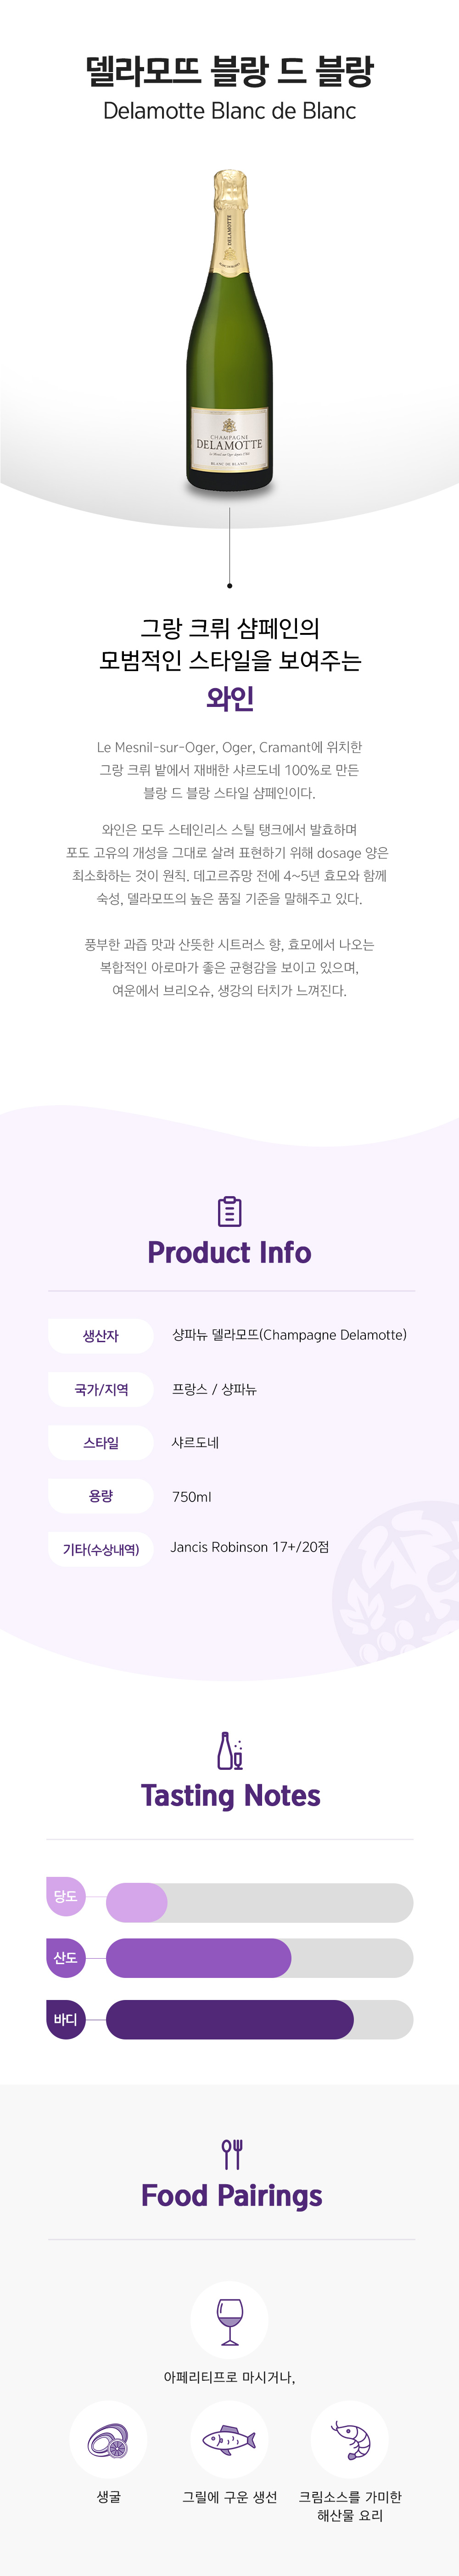 델라모뜨 블랑 드 블랑
Delamotte Blanc de Blanc
DELAMOTTE
CHAMPAGNE
DELAMOTTE
BLANC DE BLANCS
그랑 크뤼 샴페인의
모범적인 스타일을 보여주는
와인
Le Mesnil-sur-Oger, Oger, Cramant에 위치한
그랑 크뤼 밭에서 재배한 샤르도네 100%로 만든
블랑 드 블랑 스타일 샴페인이다.
와인은 모두 스테인리스 스틸 탱크에서 발효하며
포도 고유의 개성을 그대로 살려 표현하기 위해 dosage 양은
최소화하는 것이 원칙. 데고르쥬망 전에 4~5년 효모와 함께
숙성, 델라모뜨의 높은 품질 기준을 말해주고 있다.
풍부한 과즙 맛과 산뜻한 시트러스 향, 효모에서 나오는
복합적인 아로마가 좋은 균형감을 보이고 있으며,
여운에서 브리오슈, 생강의 터치가 느껴진다.
Product Info
생산자 샹파뉴 델라모뜨(Champagne Delamotte)
국가/지역 프랑스 / 샹파뉴
스타일 샤르도네
용량 750ml
기타(수상내역) Jancis Robinson 17+/20점
Tasting Notes
당도
산도
바디
Food Pairings
아페리티프로 마시거나,
생굴 그릴에 구운 생선 크림소스를 가미한
해산물 요리